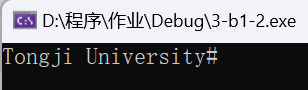 D:\程序\作业\Debug\3-b1-2.exe
Tongji University#